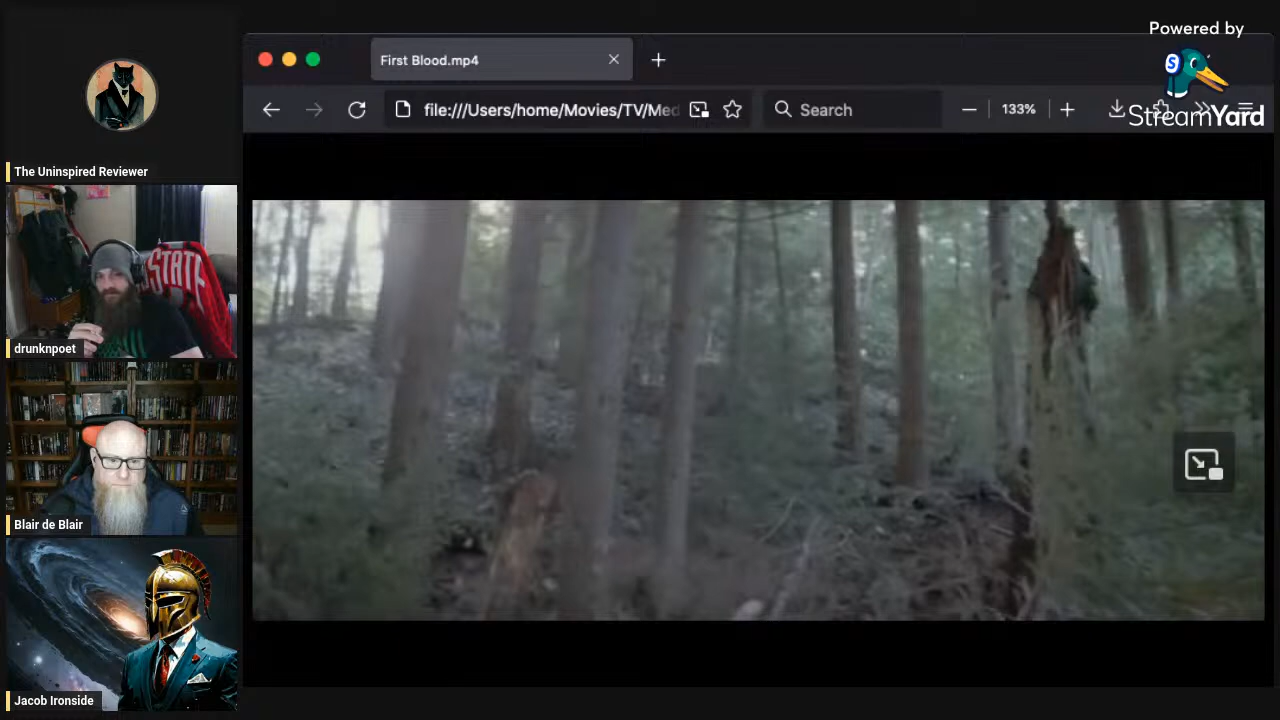 Powered by
StreamYard
First Blood.mp4
file:///Users/home/Movies/TV/Med
Search
133%
The Uninspired Reviewer
STATE
drunknpoet
Blair de Blair
Jacob Ironside